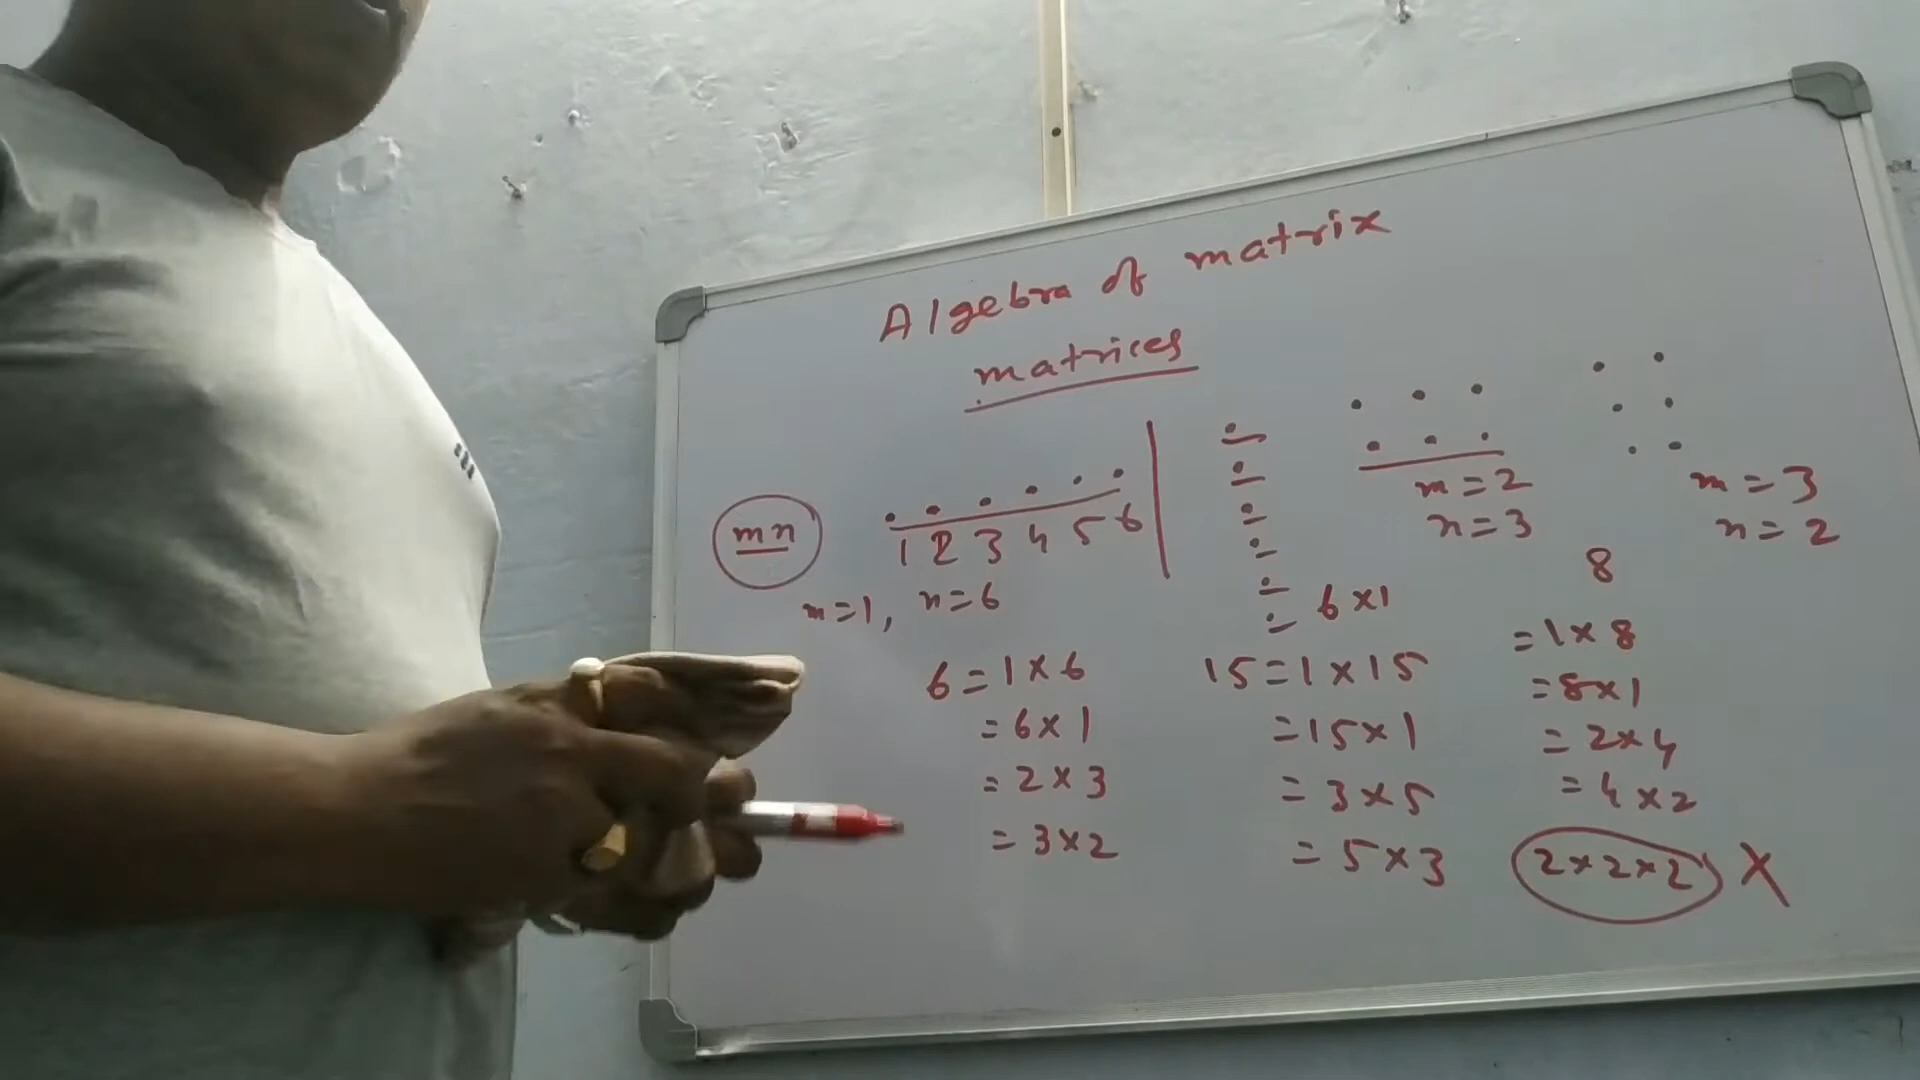 Algebra of matrix
matrices
mn
1 2 3 4 5 6
m=1, n=6
6×1
m=2
n=3
m=3
n=2
6=1×6
=6×1
=2×3
=3×2
15=1×15
=15×1
=3×5
=5×3
8
=1×8
=8×1
=2×4
=4×2
2×2×2 X